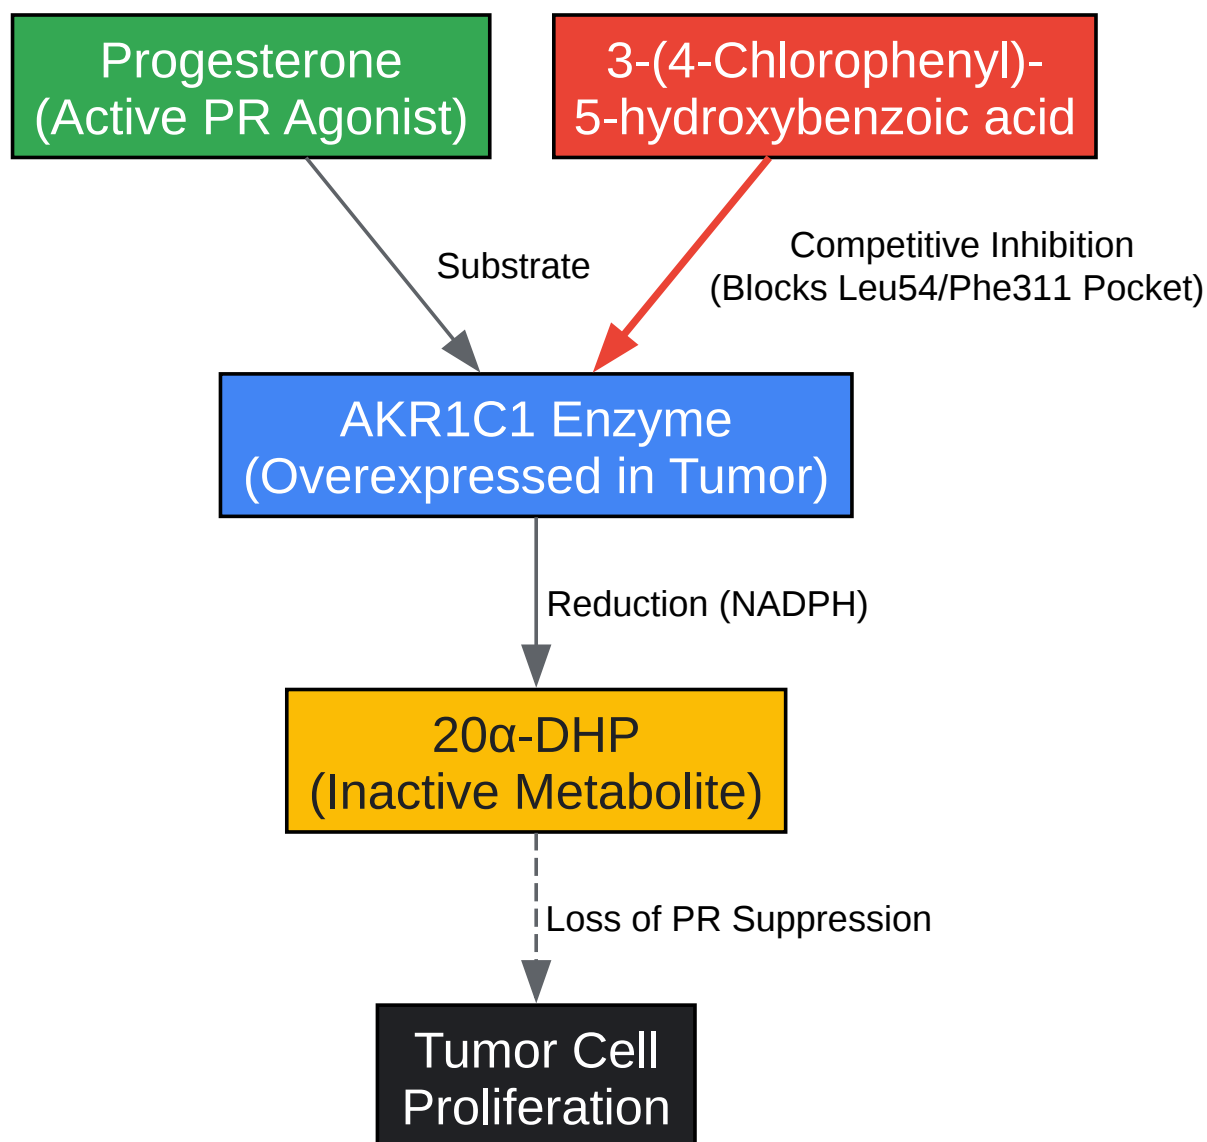 Progesterone
(Active PR Agonist)
3-(4-Chlorophenyl)-
5-hydroxybenzoic acid
Substrate
Competitive Inhibition
(Blocks Leu54/Phe311 Pocket)
AKR1C1 Enzyme
(Overexpressed in Tumor)
Reduction (NADPH)
20α-DHP
(Inactive Metabolite)
Loss of PR Suppression
Tumor Cell
Proliferation